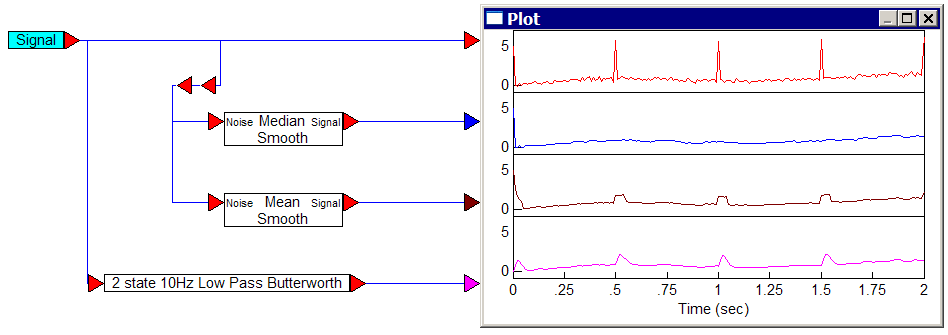 Plot
Signal
Noise Median Signal
Smooth
Noise Mean Signal
Smooth
2 state 10Hz Low Pass Butterworth
5
0
5
0
5
0
5
0
0 .25 .5 .75 1 1.25 1.5 1.75 2
Time (sec)